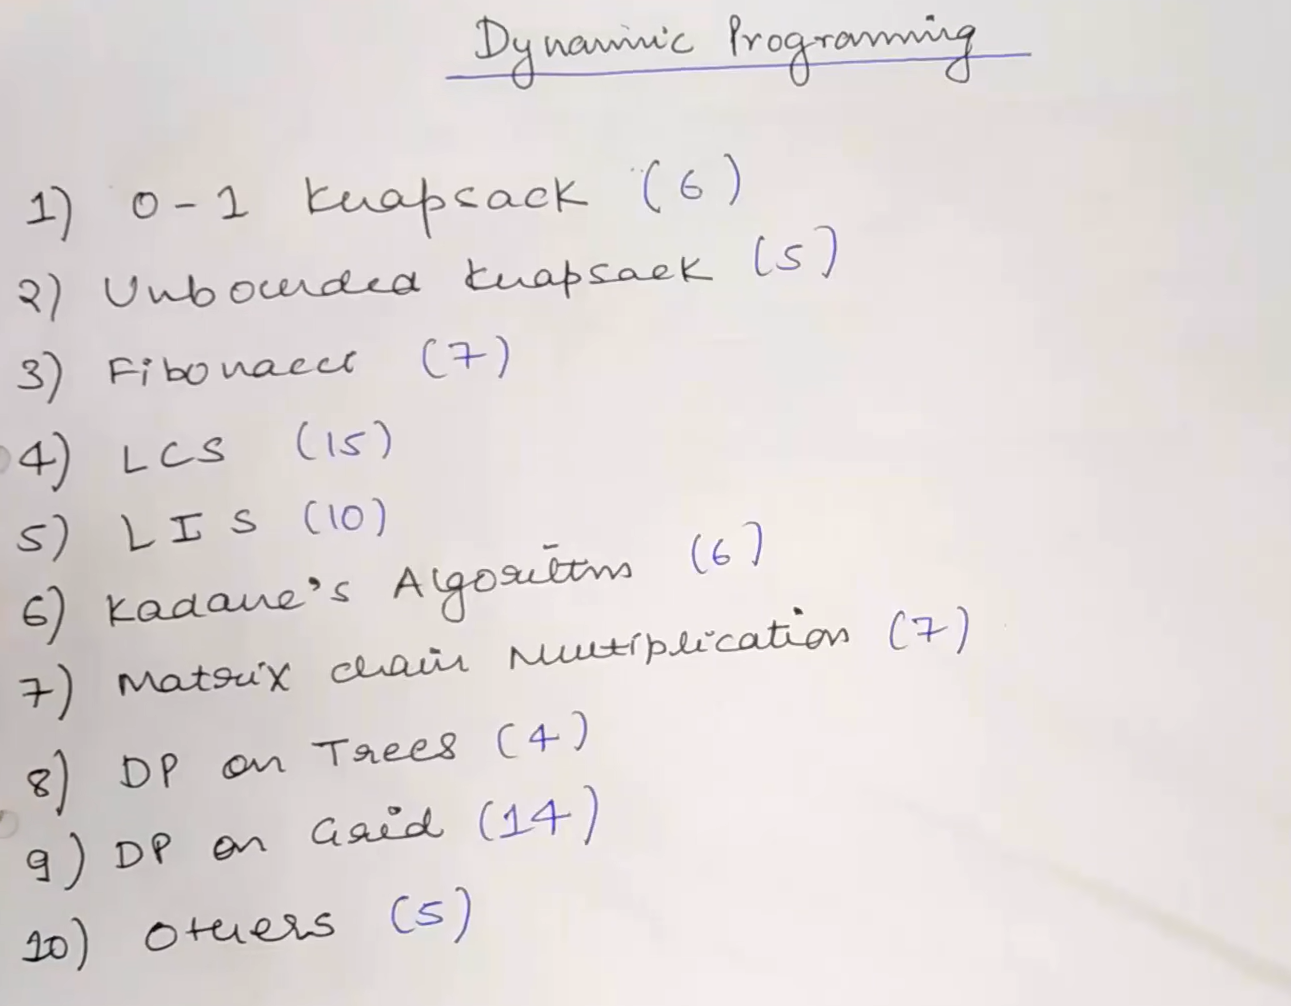 Dynamic Programming
1) 0-1 Knapsack (6)
2) Unbounded Knapsack (5)
3) Fibonacci (7)
4) LCS (15)
5) LIS (10)
6) Kadane's Algorithm (6)
7) Matrix chain Multiplication (7)
8) DP on Trees (4)
9) DP on Grid (14)
10) Others (5)